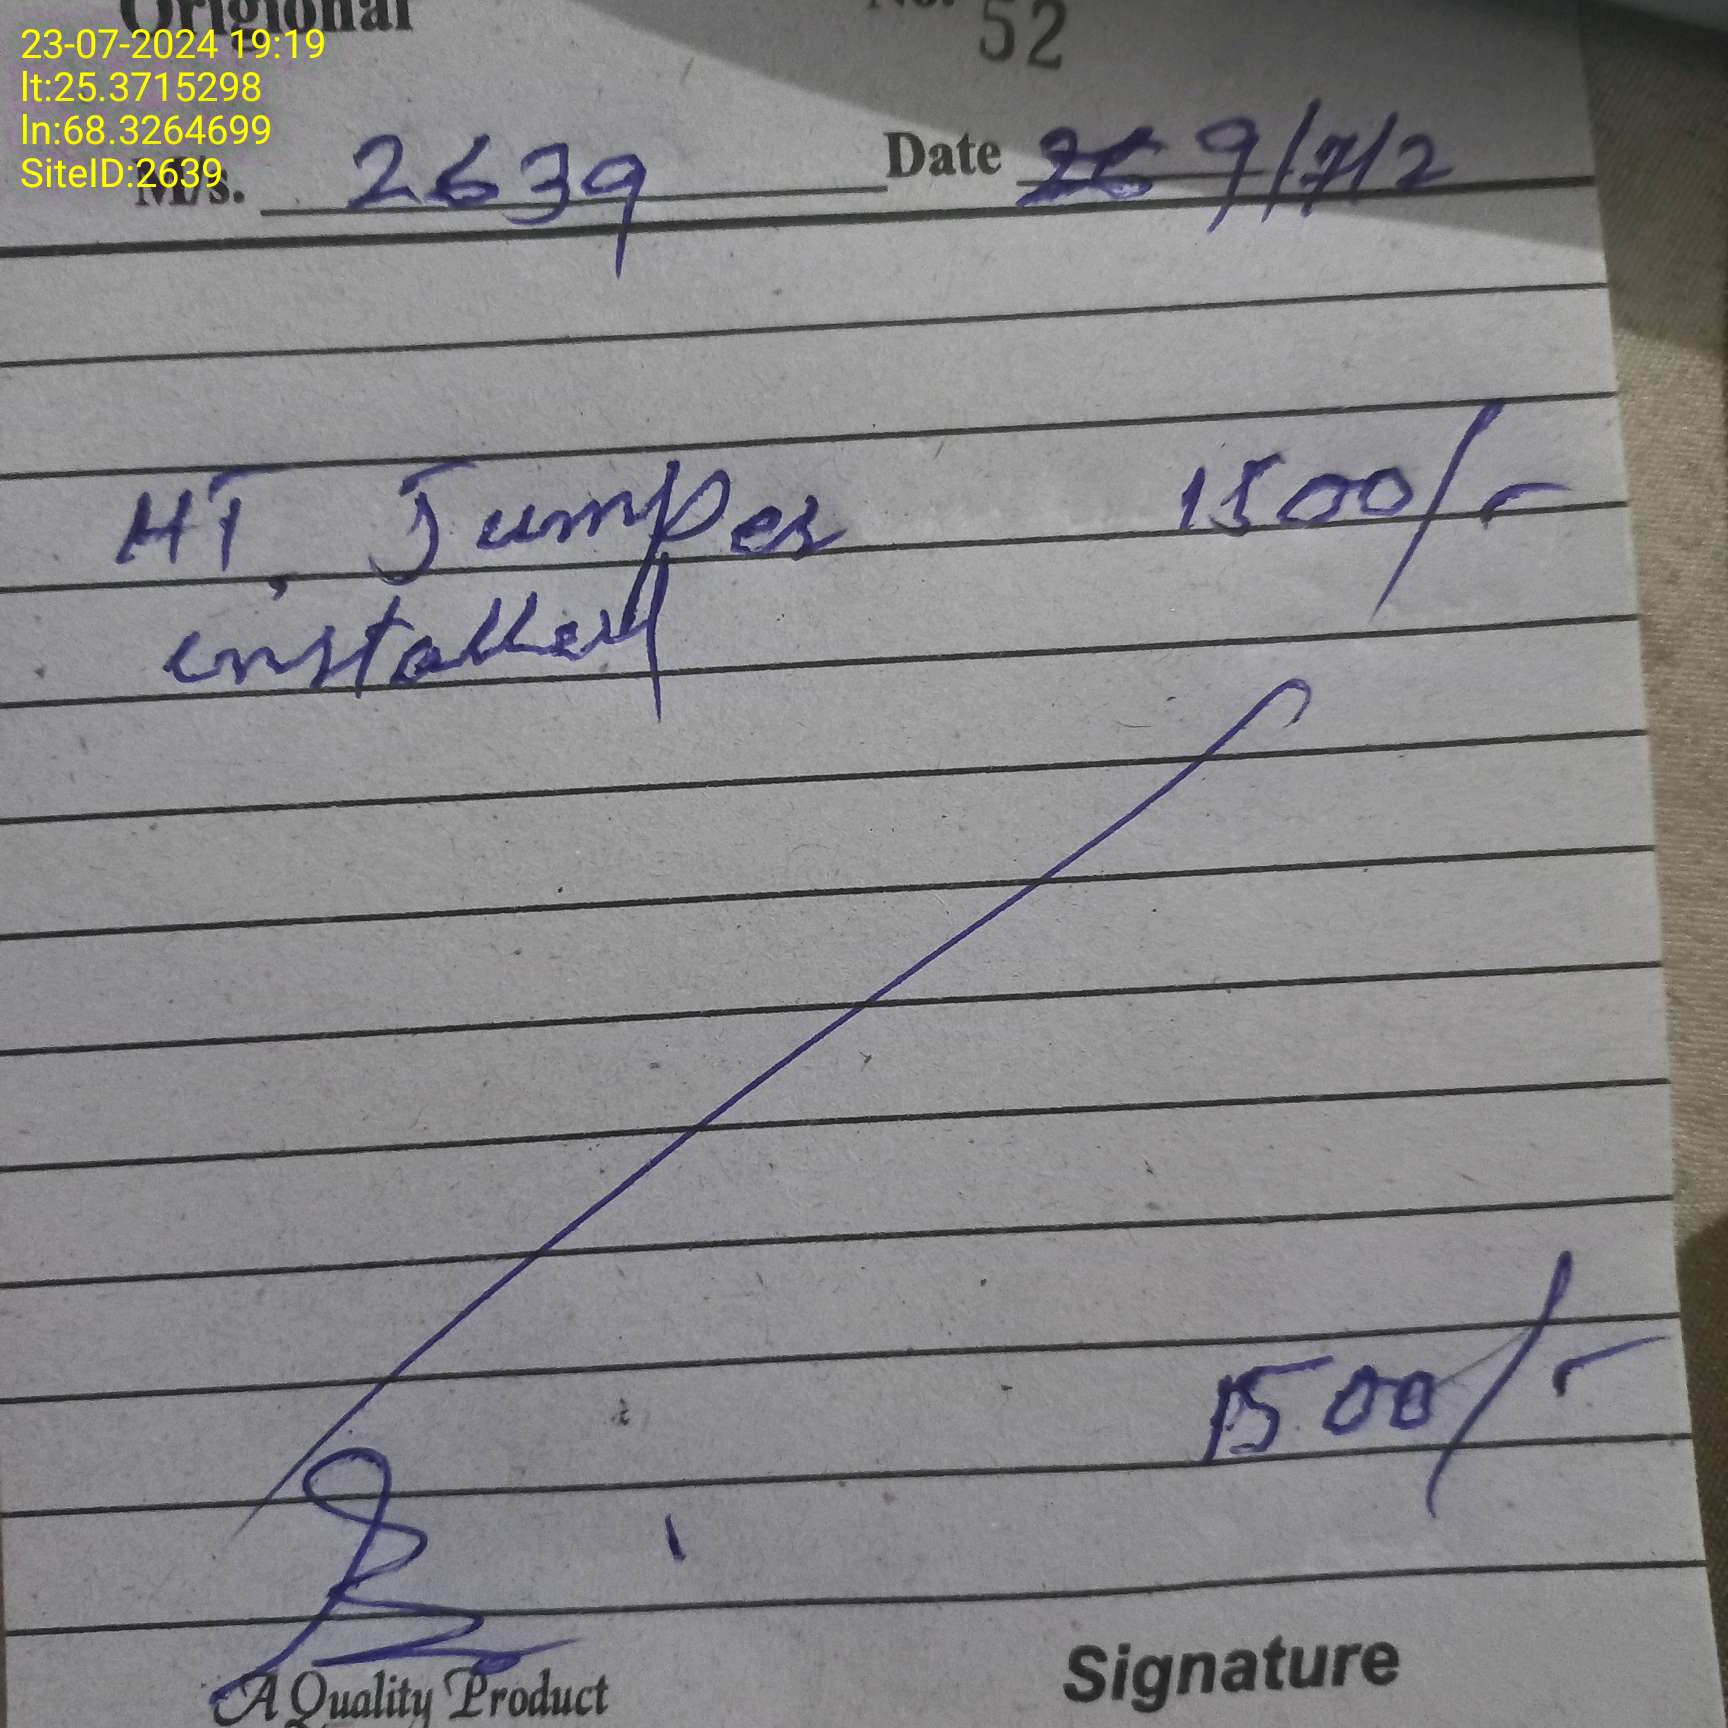 Origional No. 52
23-07-2024 19:19
lt:25.3715298
ln:68.3264699
SiteID:2639
M/s. 2639 Date 9/7/2
HT, Jumper 1500/-
installed
1500/-
A Quality Product Signature